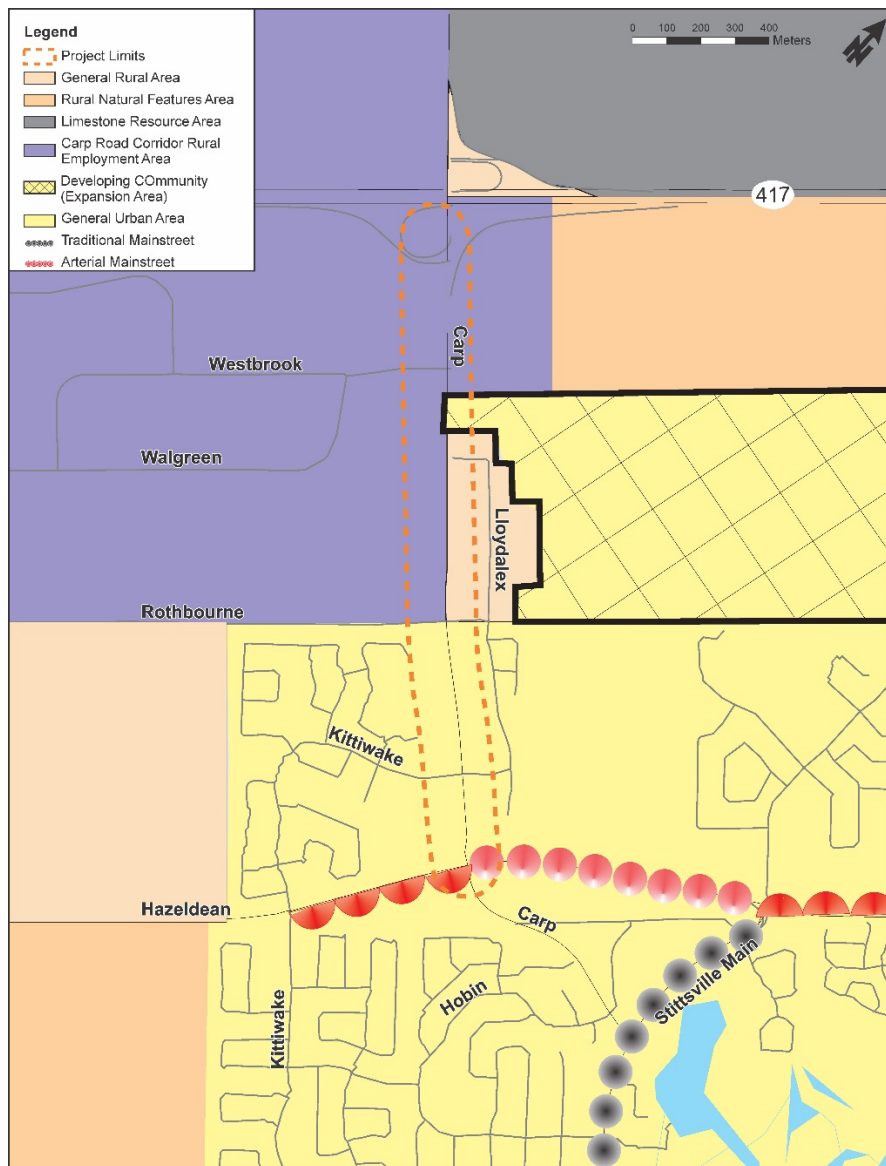 Legend
Project Limits
General Rural Area
Rural Natural Features Area
Limestone Resource Area
Carp Road Corridor Rural
Employment Area
Developing COmmunity
(Expansion Area)
General Urban Area
Traditional Mainstreet
Arterial Mainstreet
0 100 200 300 400
Meters
N
417
Carp
Westbrook
Walgreen
Lloydalex
Rothbourne
Kittiwake
Hazeldean
Carp
Stittsville Main
Hobin
Kittiwake